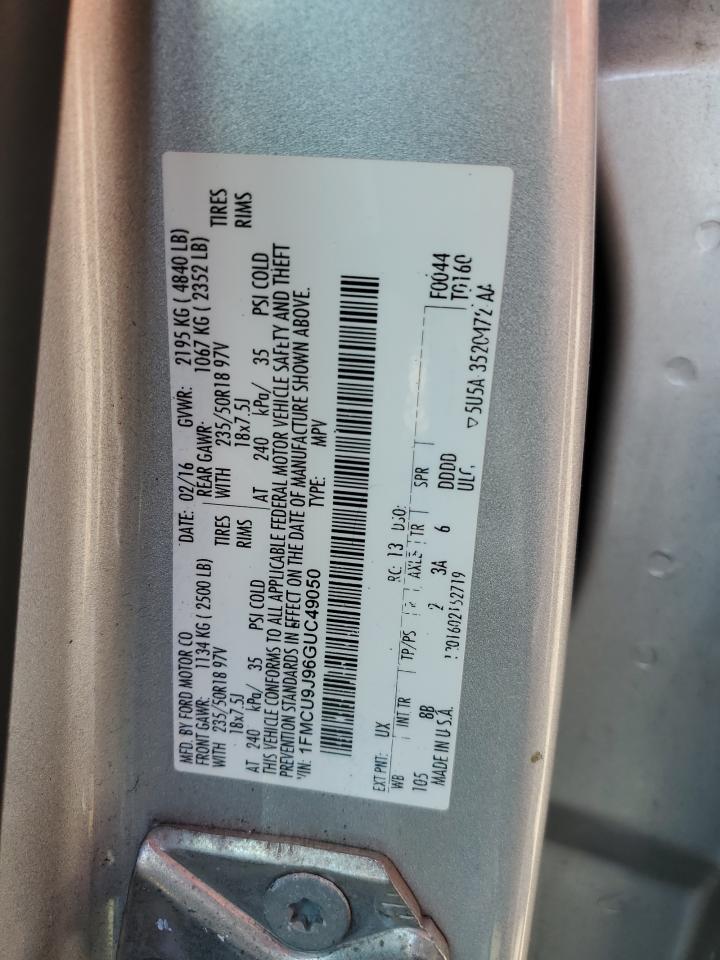 MFD. BY FORD MOTOR CO DATE: 02/16 GVWR: 2195 KG ( 4840 LB)
FRONT GAWR: 1134 KG ( 2500 LB) REAR GAWR: 1067 KG ( 2352 LB)
WITH 235/50R18 97V TIRES WITH 235/50R18 97V TIRES
18x7.5J RIMS 18x7.5J RIMS
AT 240 kPa/ 35 PSI COLD AT 240 kPa/ 35 PSI COLD
THIS VEHICLE CONFORMS TO ALL APPLICABLE FEDERAL MOTOR VEHICLE SAFETY AND THEFT
PREVENTION STANDARDS IN EFFECT ON THE DATE OF MANUFACTURE SHOWN ABOVE.
VIN: 1FMCU9J96GUC49050 TYPE: MPV
EXT PNT: UX RC: 13 DSO: F0044
WB INT TR TP/PS R AXLE TR SPR T0160
105 8B 2 3A 6 DDDD
MADE IN U.S.A. ULC ▽5U5A-3520472-AA